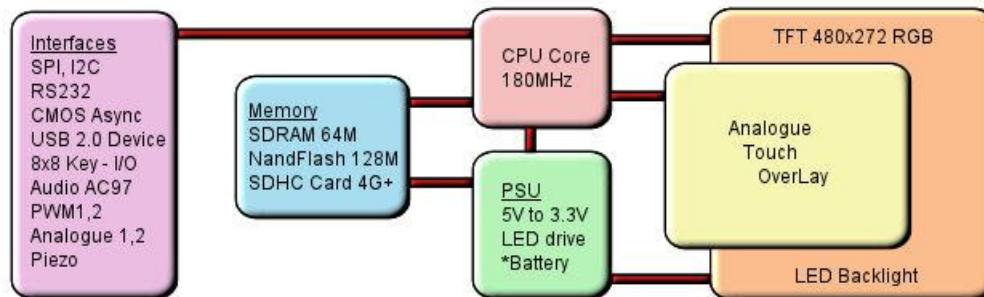 Interfaces
SPI, I2C
RS232
CMOS Async
USB 2.0 Device
8x8 Key - I/O
Audio AC97
PWM1,2
Analogue 1,2
Piezo
Memory
SDRAM 64M
NandFlash 128M
SDHC Card 4G+
CPU Core
180MHz
PSU
5V to 3.3V
LED drive
*Battery
TFT 480x272 RGB
Analogue
Touch
OverLay
LED Backlight